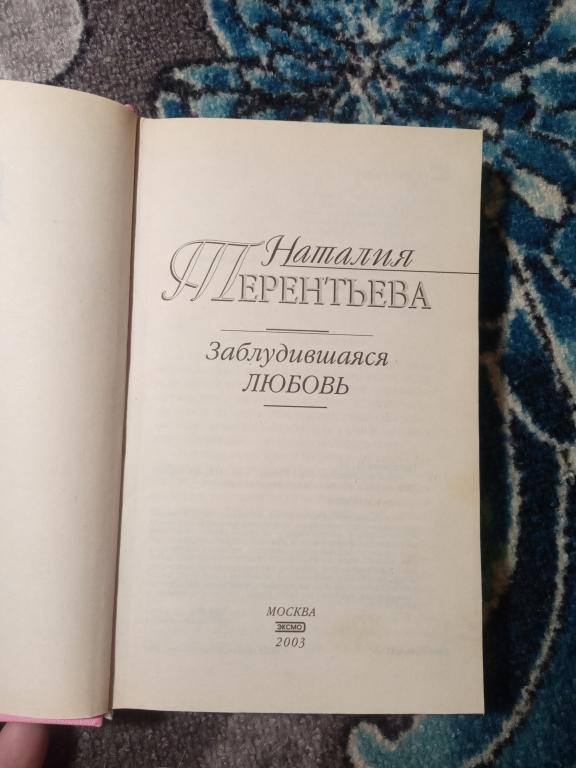 Наталия
ТЕРЕНТЬЕВА
Заблудившаяся
ЛЮБОВЬ
МОСКВА
ЭКСМО
2003